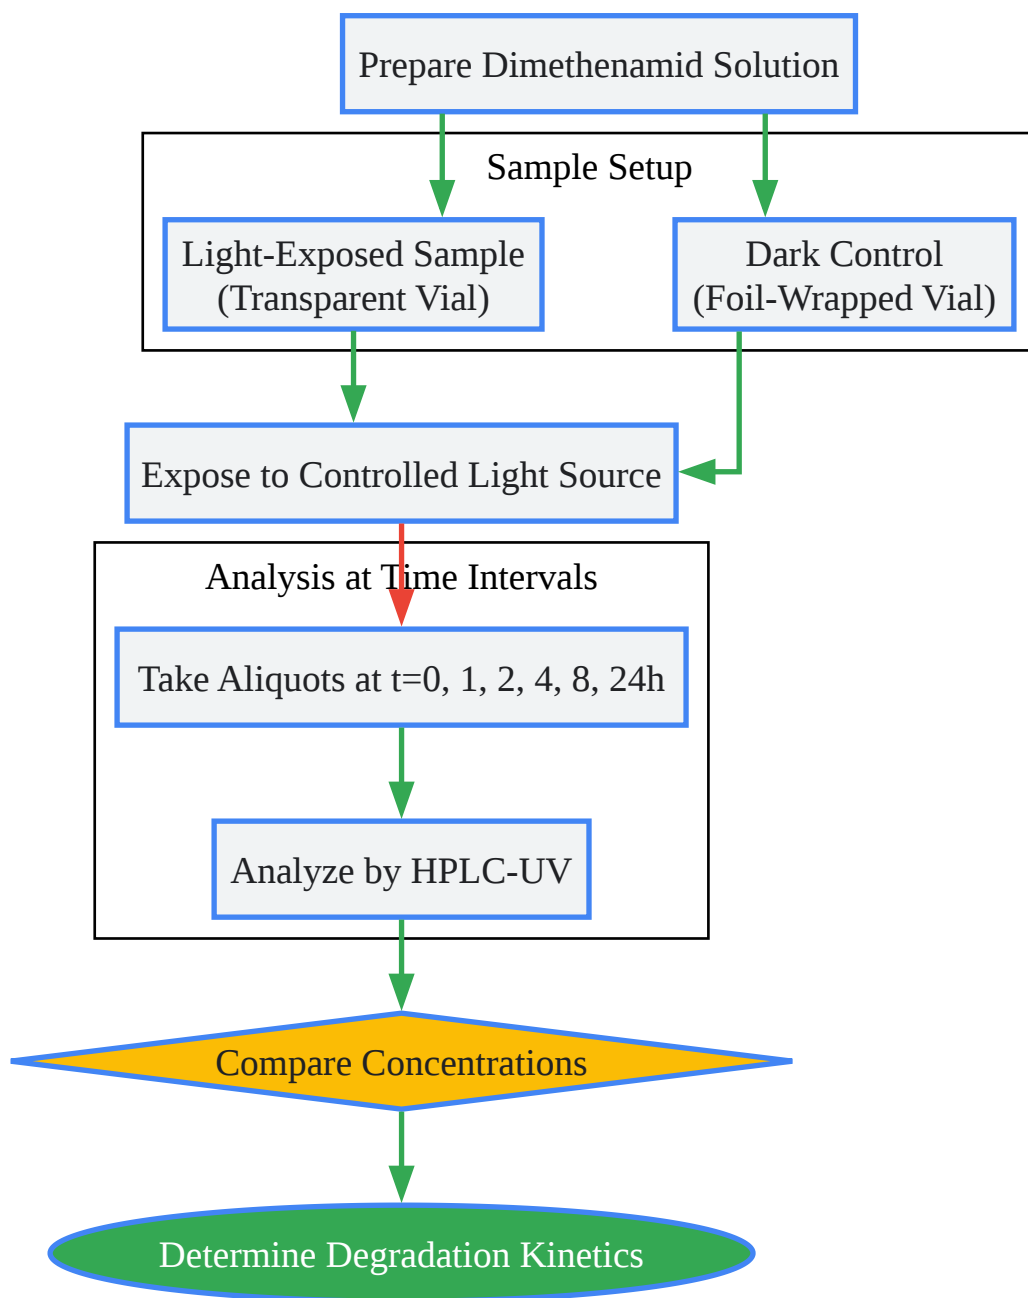 Prepare Dimethenamid Solution
Sample Setup
Light-Exposed Sample
(Transparent Vial)
Dark Control
(Foil-Wrapped Vial)
Expose to Controlled Light Source
Analysis at Time Intervals
Take Aliquots at t=0, 1, 2, 4, 8, 24h
Analyze by HPLC-UV
Compare Concentrations
Determine Degradation Kinetics